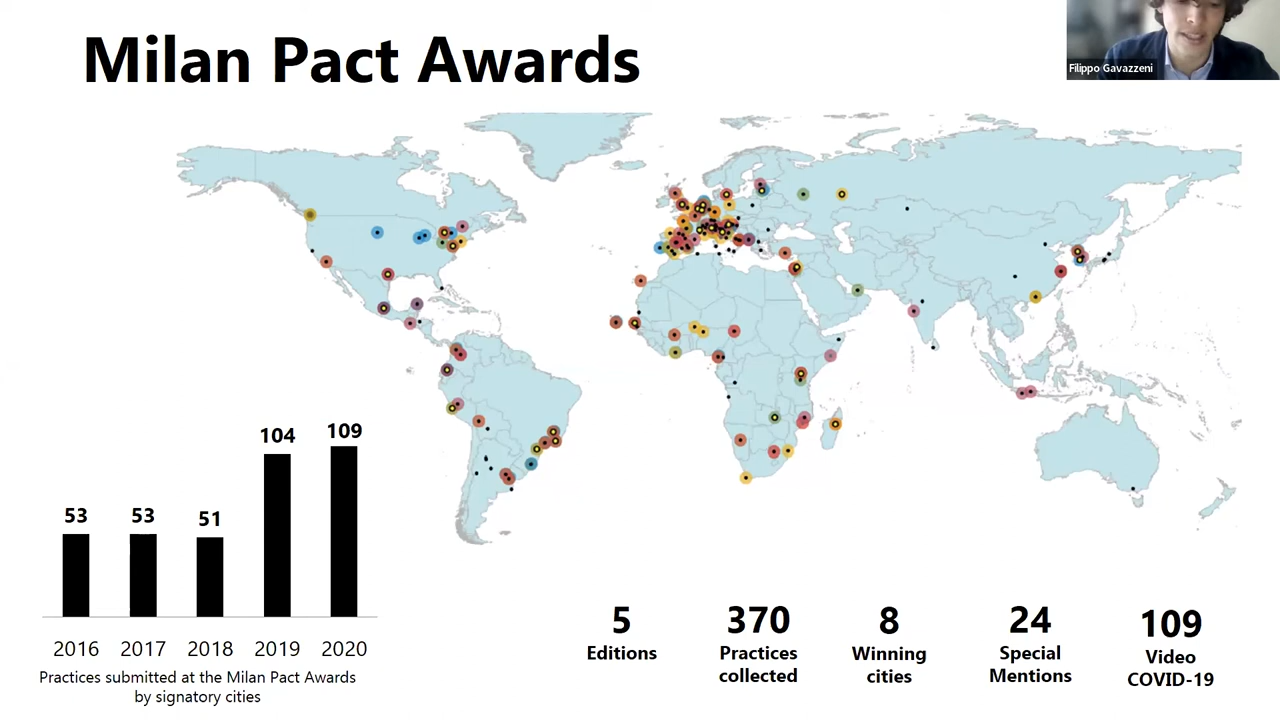 Milan Pact Awards
Filippo Gavazzeni
53
53
51
104
109
2016
2017
2018
2019
2020
Practices submitted at the Milan Pact Awards
by signatory cities
5
Editions
370
Practices
collected
8
Winning
cities
24
Special
Mentions
109
Video
COVID-19